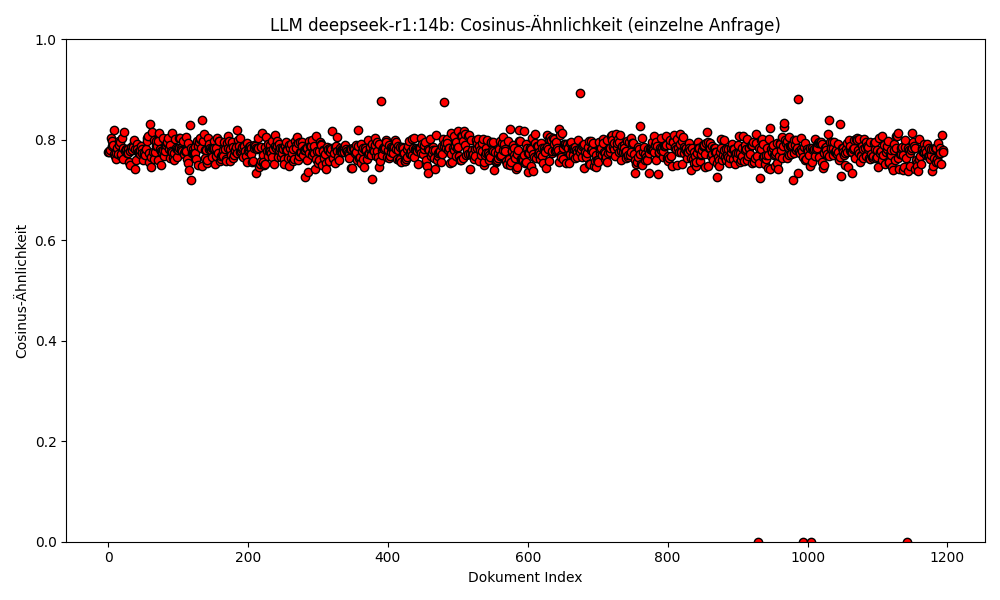 LLM deepseek-r1:14b: Cosinus-Ähnlichkeit (einzelne Anfrage)
1.0
0.8
0.6
0.4
0.2
0.0
Cosinus-Ähnlichkeit
0 200 400 600 800 1000 1200
Dokument Index